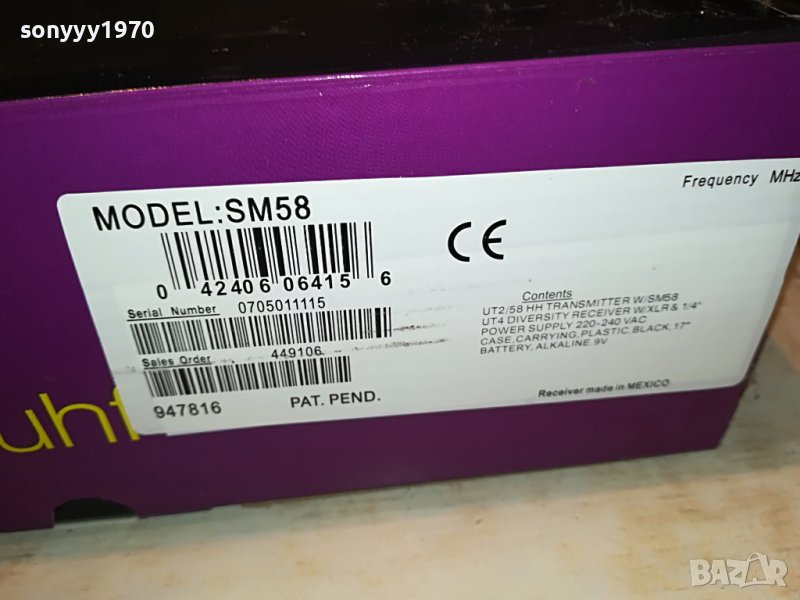 sonyyy1970
Frequency MHz
MODEL:SM58
0 42406 06415 6
Serial Number 0705011115
Sales Order 449106
947816 PAT. PEND.
CE
Contents
UT2/58 HH TRANSMITTER W/SM58
UT4 DIVERSITY RECEIVER W/XLR & 1/4"
POWER SUPPLY 220-240 VAC
CASE,CARRYING,PLASTIC,BLACK,17"
BATTERY, ALKALINE,9V
Receiver made in MEXICO
uhf
BAZAR